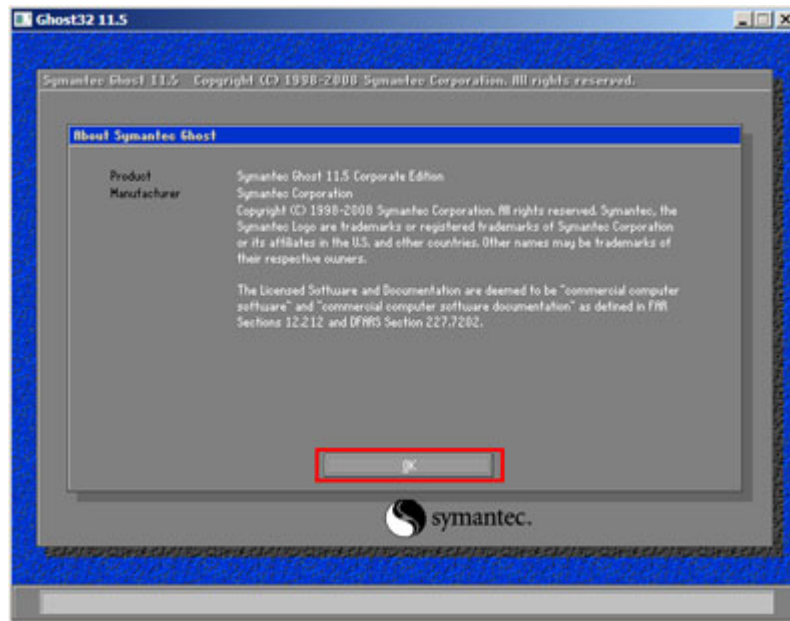 Ghost32 11.5
Symantec Ghost 11.5 Copyright (C) 1998-2008 Symantec Corporation. All rights reserved.
About Symantec Ghost
Product Symantec Ghost 11.5 Corporate Edition
Manufacturer Symantec Corporation
Copyright (C) 1998-2008 Symantec Corporation. All rights reserved. Symantec, the
Symantec Logo are trademarks or registered trademarks of Symantec Corporation
or its affiliates in the U.S. and other countries. Other names may be trademarks of
their respective owners.
The Licensed Software and Documentation are deemed to be "commercial computer
software" and "commercial computer software documentation" as defined in FAR
Sections 12.212 and DFARS Section 227.7202.
OK
symantec.